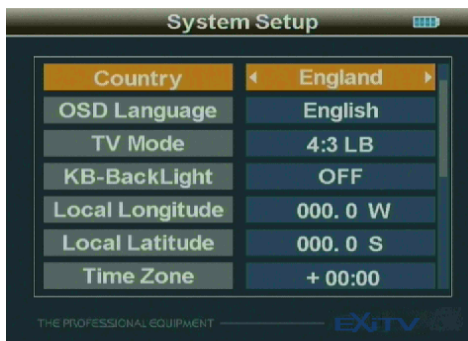 System Setup
Country England
OSD Language English
TV Mode 4:3 LB
KB-BackLight OFF
Local Longitude 000. 0 W
Local Latitude 000. 0 S
Time Zone + 00:00
THE PROFESSIONAL EQUIPMENT EXiTV